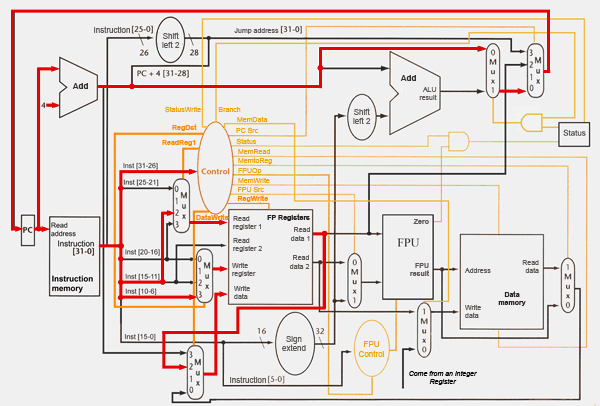 Instruction [25-0]
Shift
left 2
Jump address [31-0]
26
28
PC + 4 [31-28]
Add
4
StatusWrite
Branch
MemData
RegDst
PC Src
ReadReg1
Status
MemRead
MemtoReg
Control
FPUOp
MemWrite
FPU Src
RegWrite
DataWrite
Shift
left 2
Add
ALU
result
0
M
u
x
1
3
2
1
0
M
u
x
Status
Inst [31-26]
Inst [25-21]
0
1
2
3
M
u
x
PC
Read
address
Instruction
[31-0]
Instruction
memory
Inst [20-16]
Inst [15-11]
Inst [10-6]
0
1
2
3
M
u
x
FP Registers
Read
register 1
Read
register 2
Write
register
Write
data
Read
data 1
Read
data 2
0
M
u
x
1
Zero
FPU
FPU
result
Address
Read
data
Write
data
Data
memory
1
M
u
x
0
1
M
u
x
0
Inst [15-0]
16
Sign
extend
32
FPU
Control
3
2
1
0
M
u
x
Instruction [5-0]
Come from an Integer
Register